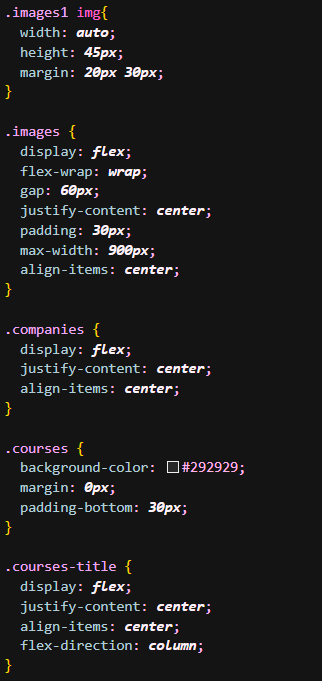 .images1 img{
  width: auto;
  height: 45px;
  margin: 20px 30px;
}

.images {
  display: flex;
  flex-wrap: wrap;
  gap: 60px;
  justify-content: center;
  padding: 30px;
  max-width: 900px;
  align-items: center;
}

.companies {
  display: flex;
  justify-content: center;
  align-items: center;
}

.courses {
  background-color: #292929;
  margin: 0px;
  padding-bottom: 30px;
}

.courses-title {
  display: flex;
  justify-content: center;
  align-items: center;
  flex-direction: column;
}